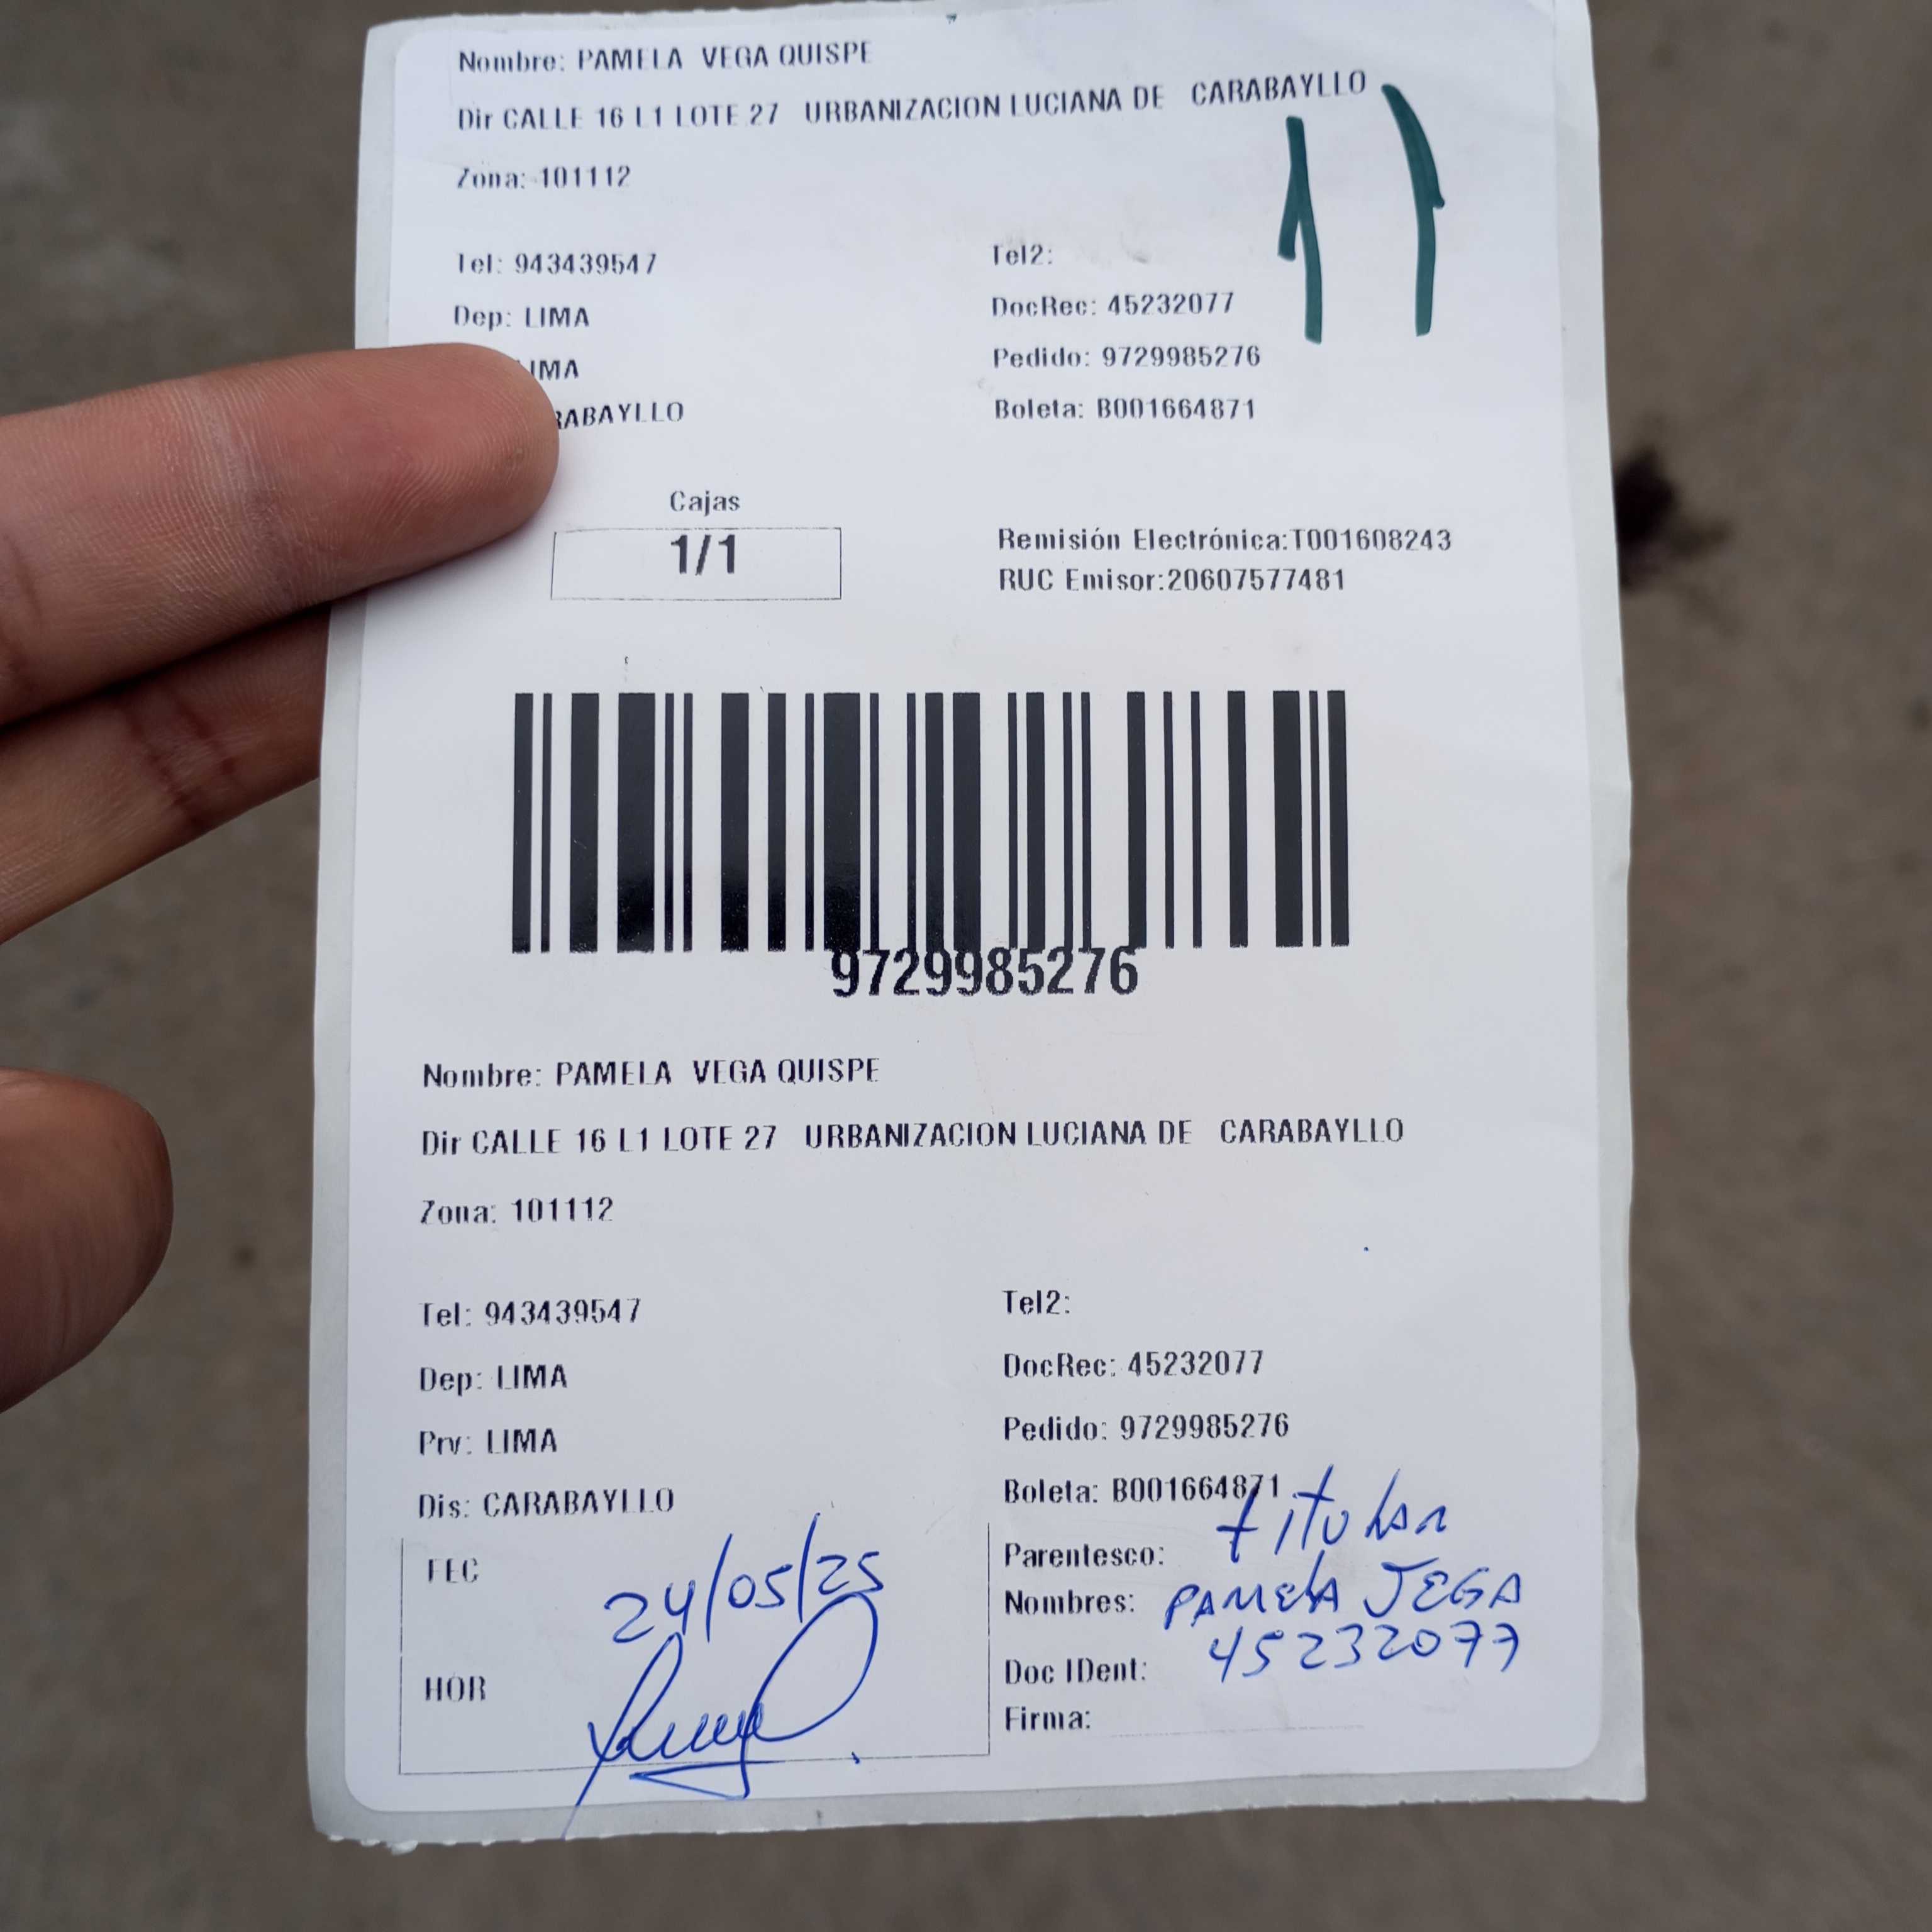 Nombre: PAMELA VEGA QUISPE
Dir CALLE 16 L1 LOTE 27 URBANIZACION LUCIANA DE CARABAYLLO
17
Zona: 101112
Tel: 943439547 Tel2:
Dep: LIMA DocRec: 45232077
IMA Pedido: 9729985276
RABAYLLO Boleta: B001664871
Cajas
1/1
Remisión Electrónica:T001608243
RUC Emisor:20607577481
9729985276
Nombre: PAMELA VEGA QUISPE
Dir CALLE 16 L1 LOTE 27 URBANIZACION LUCIANA DE CARABAYLLO
Zona: 101112
Tel: 943439547 Tel2:
Dep: LIMA DocRec: 45232077
Prv: LIMA Pedido: 9729985276
Dis: CARABAYLLO Boleta: B001664871
FEC 24/05/25
HOR
Parentesco: titular
Nombres: PAMELA VEGA
Doc IDent: 45232077
Firma: